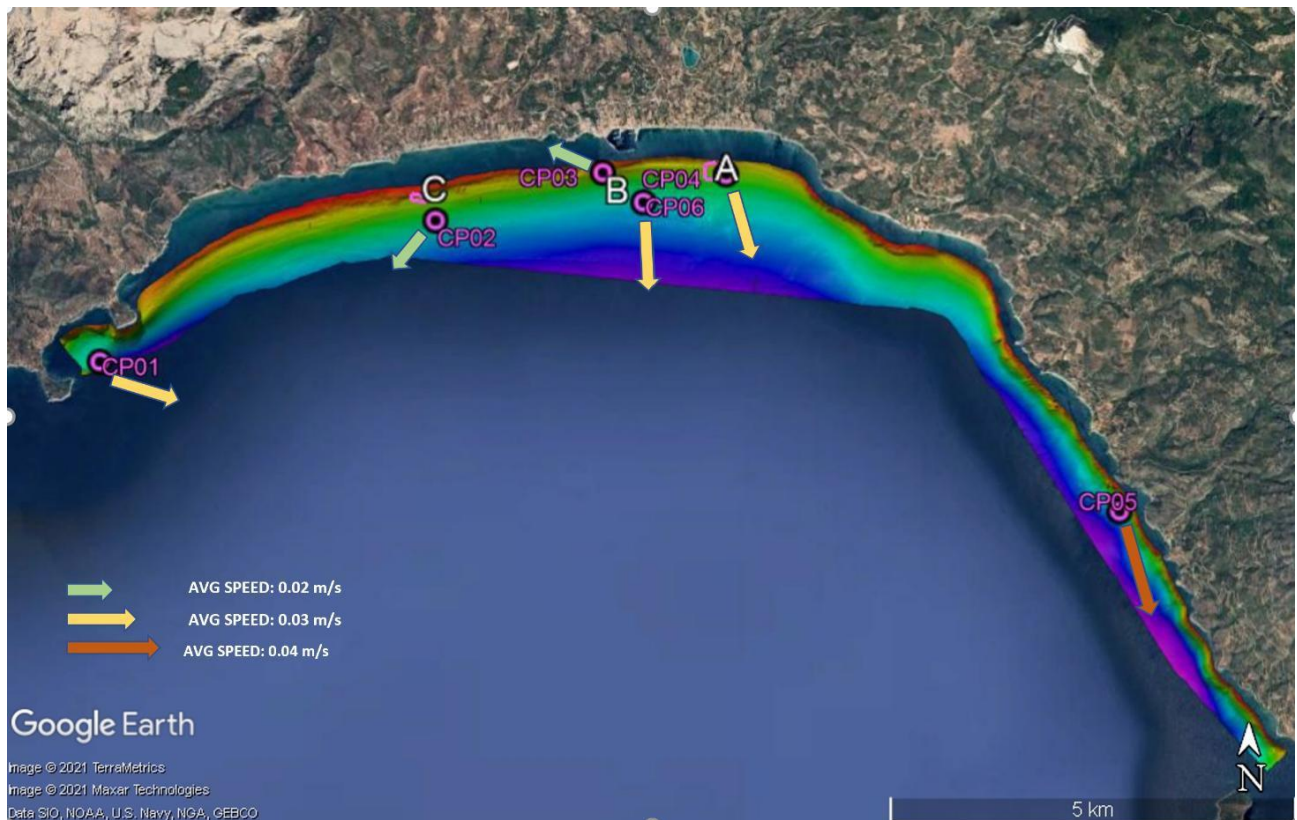 C
A
CP03
CP04
B
CP06
CP02
CP01
CP05
AVG SPEED: 0.02 m/s
AVG SPEED: 0.03 m/s
AVG SPEED: 0.04 m/s
Google Earth
Image © 2021 TerraMetrics
Image © 2021 Maxar Technologies
Data SIO, NOAA, U.S. Navy, NGA, GEBCO
N
5 km